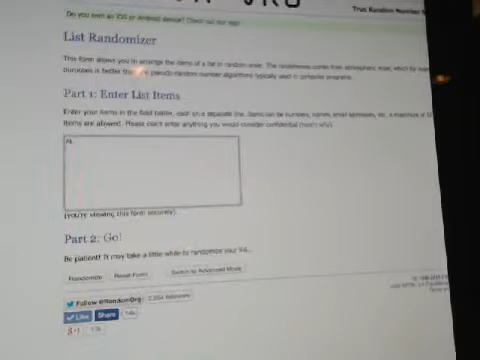 True Random Number S
Do you own an iOS or Android device? Check out our app!
List Randomizer
This form allows you to arrange the items of a list in random order. The randomness comes from atmospheric noise, which for many
purposes is better than pseudo-random number algorithms typically used in computer programs.
Part 1: Enter List Items
Enter your items in the field below, each on a separate line. Items can be numbers, names, email addresses, etc. A maximum of
items are allowed. Please don't enter anything you would consider confidential (here's why).
(you're viewing this form securely)
Part 2: Go!
Be patient! It may take a little while to randomize your list...
Randomize Reset Form Switch to Advanced Mode
Follow @RandomOrg
followers
Like Share 14k
g+1